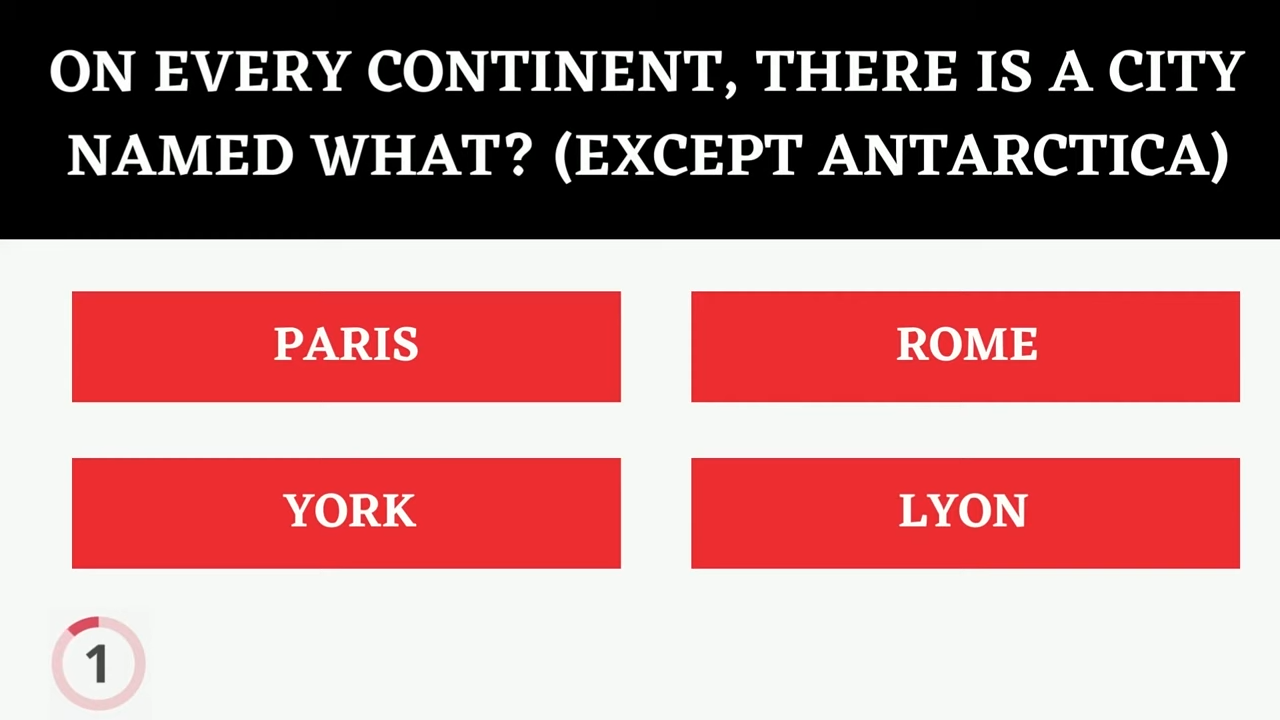 ON EVERY CONTINENT, THERE IS A CITY
NAMED WHAT? (EXCEPT ANTARCTICA)
PARIS
ROME
YORK
LYON
1